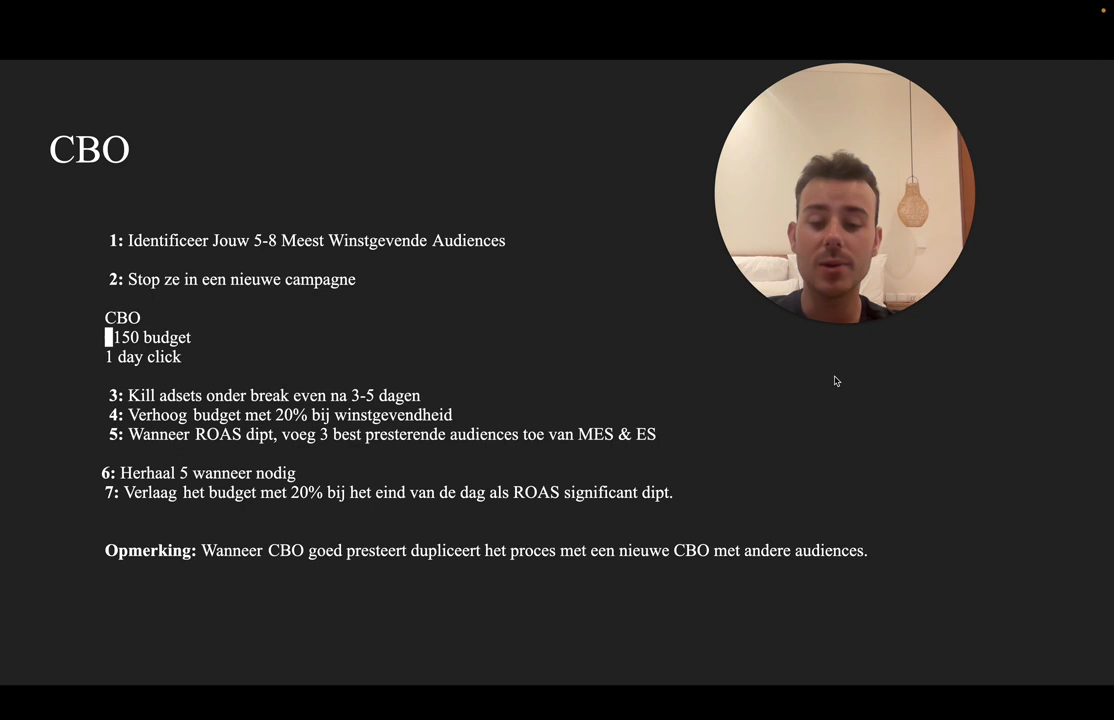 CBO
1: Identificeer Jouw 5-8 Meest Winstgevende Audiences
2: Stop ze in een nieuwe campagne
CBO
150 budget
1 day click
3: Kill adsets onder break even na 3-5 dagen
4: Verhoog budget met 20% bij winstgevendheid
5: Wanneer ROAS dipt, voeg 3 best presterende audiences toe van MES & ES
6: Herhaal 5 wanneer nodig
7: Verlaag het budget met 20% bij het eind van de dag als ROAS significant dipt.
Opmerking: Wanneer CBO goed presteert dupliceert het proces met een nieuwe CBO met andere audiences.